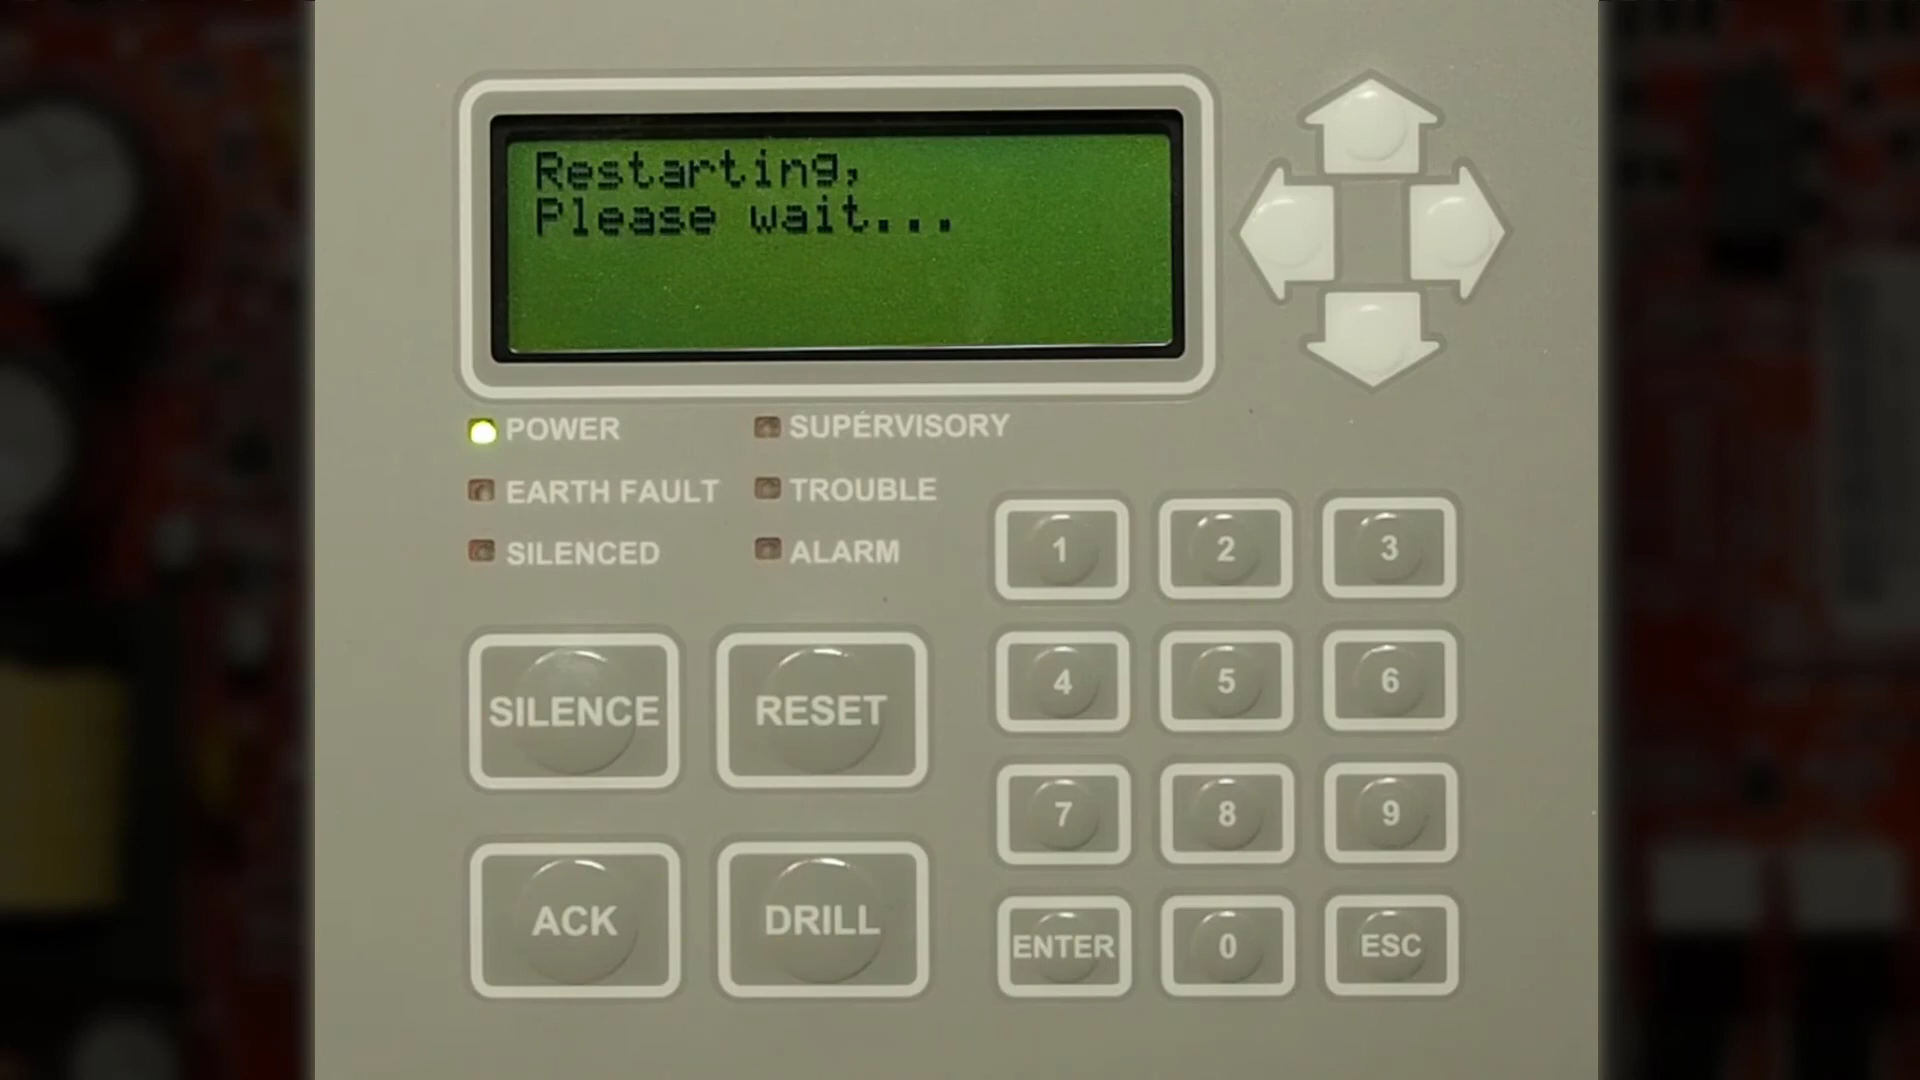 Restarting,
Please wait...
POWER
SUPERVISORY
EARTH FAULT
TROUBLE
SILENCED
ALARM
1
2
3
4
5
6
7
8
9
ENTER
0
ESC
SILENCE
RESET
ACK
DRILL